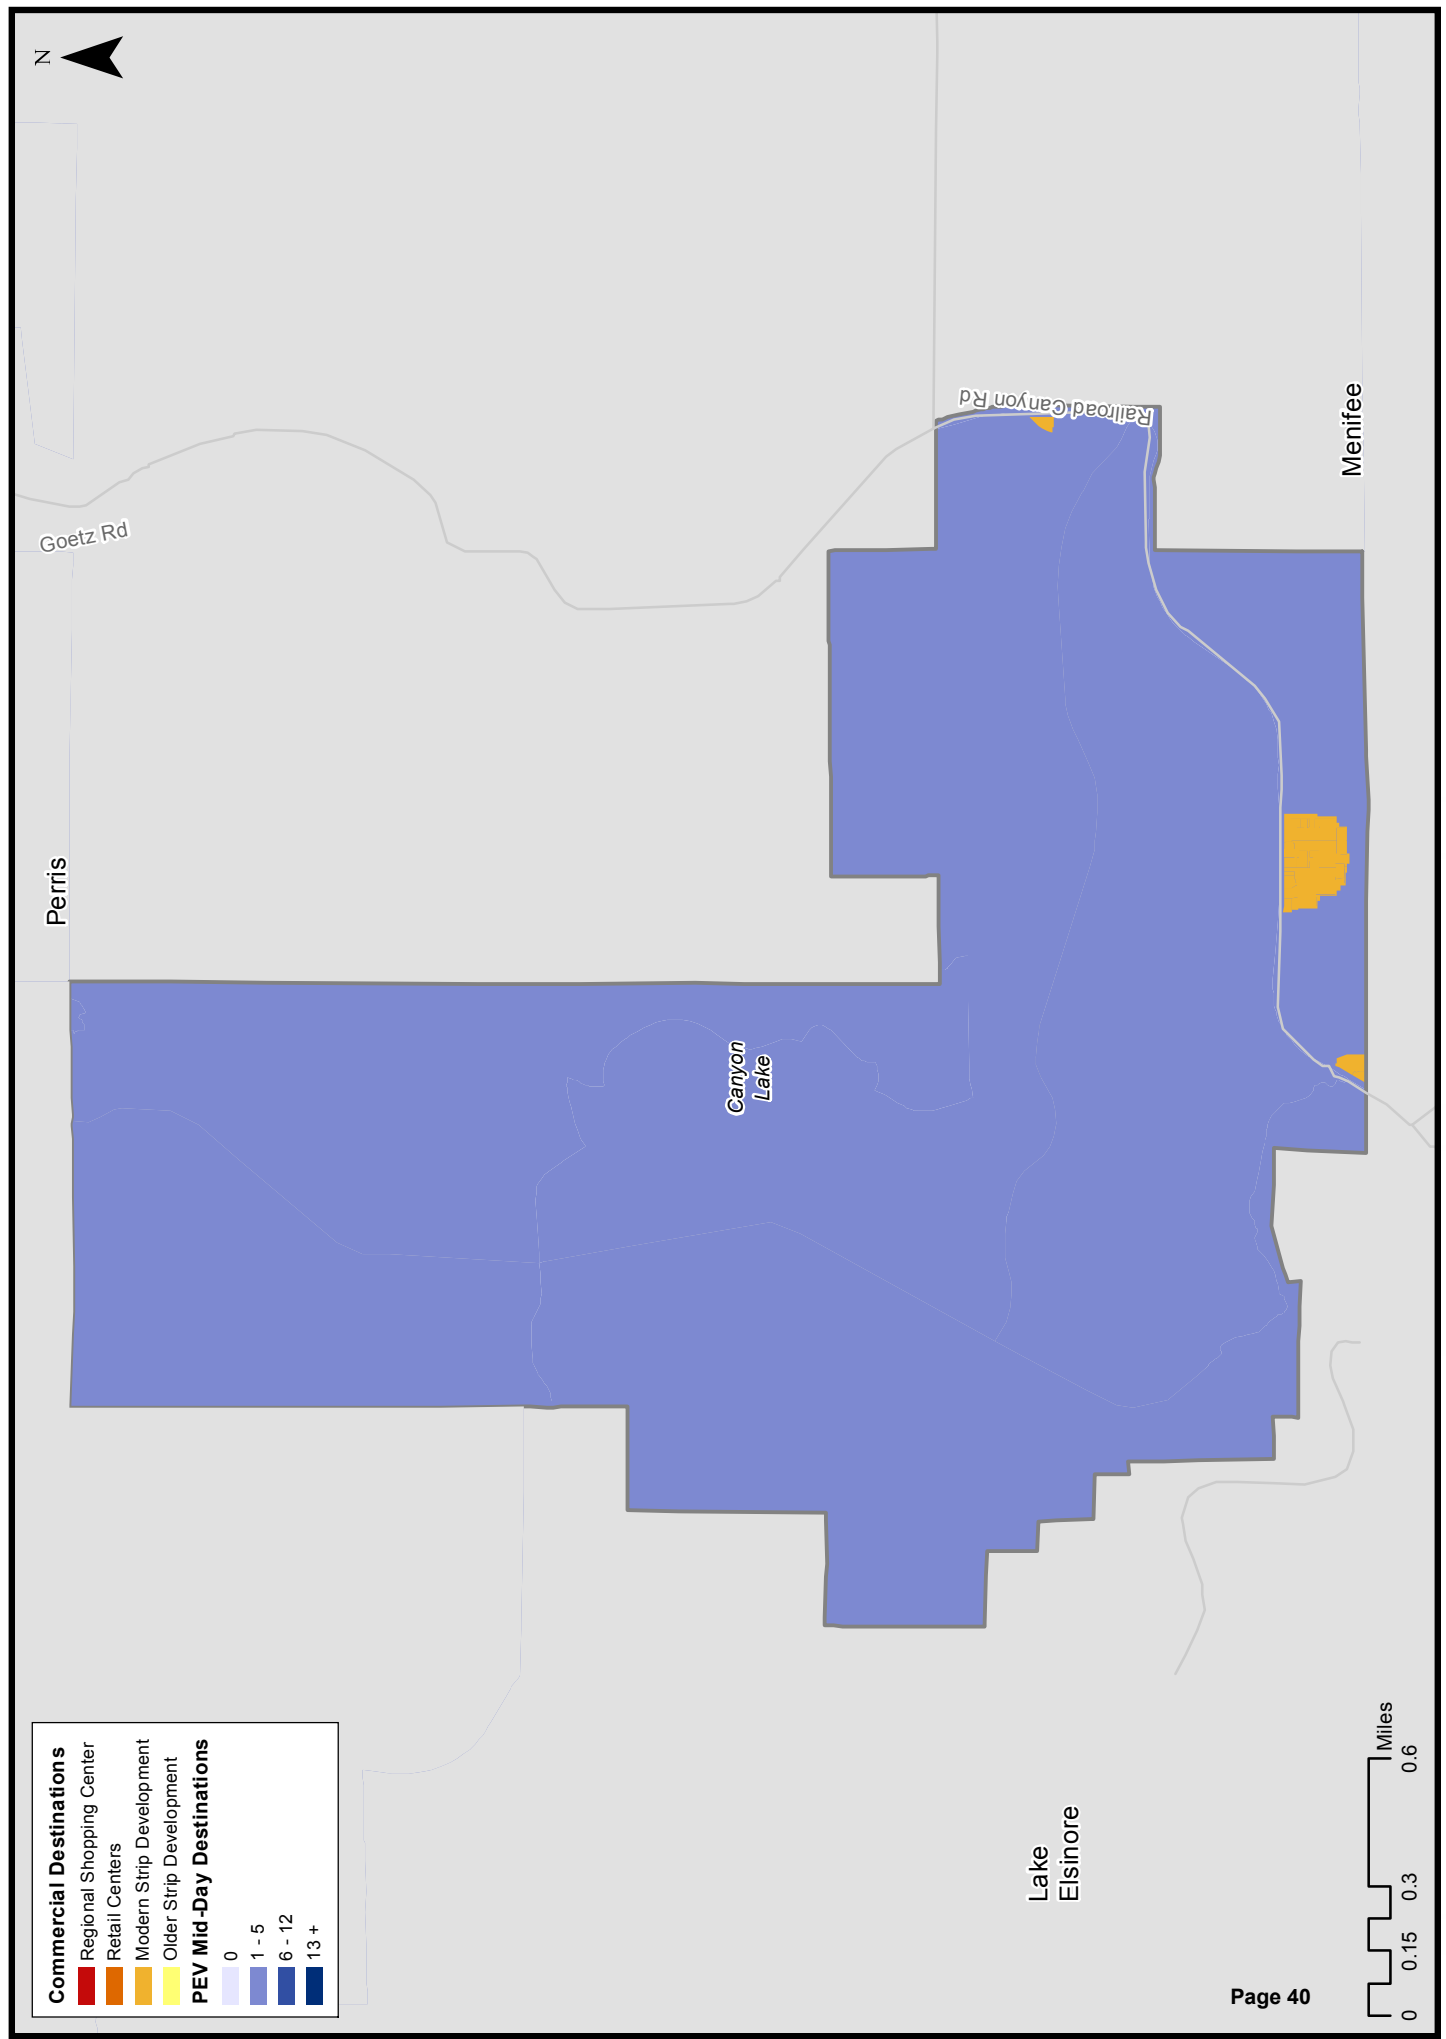 N
Commercial Destinations
Regional Shopping Center
Retail Centers
Modern Strip Development
Older Strip Development
PEV Mid-Day Destinations
0
1 - 5
6 - 12
13 +
Perris
Goetz Rd
Canyon
Lake
Railroad Canyon Rd
Menifee
Lake
Elsinore
Miles
0
0.15
0.3
0.6
Page 40